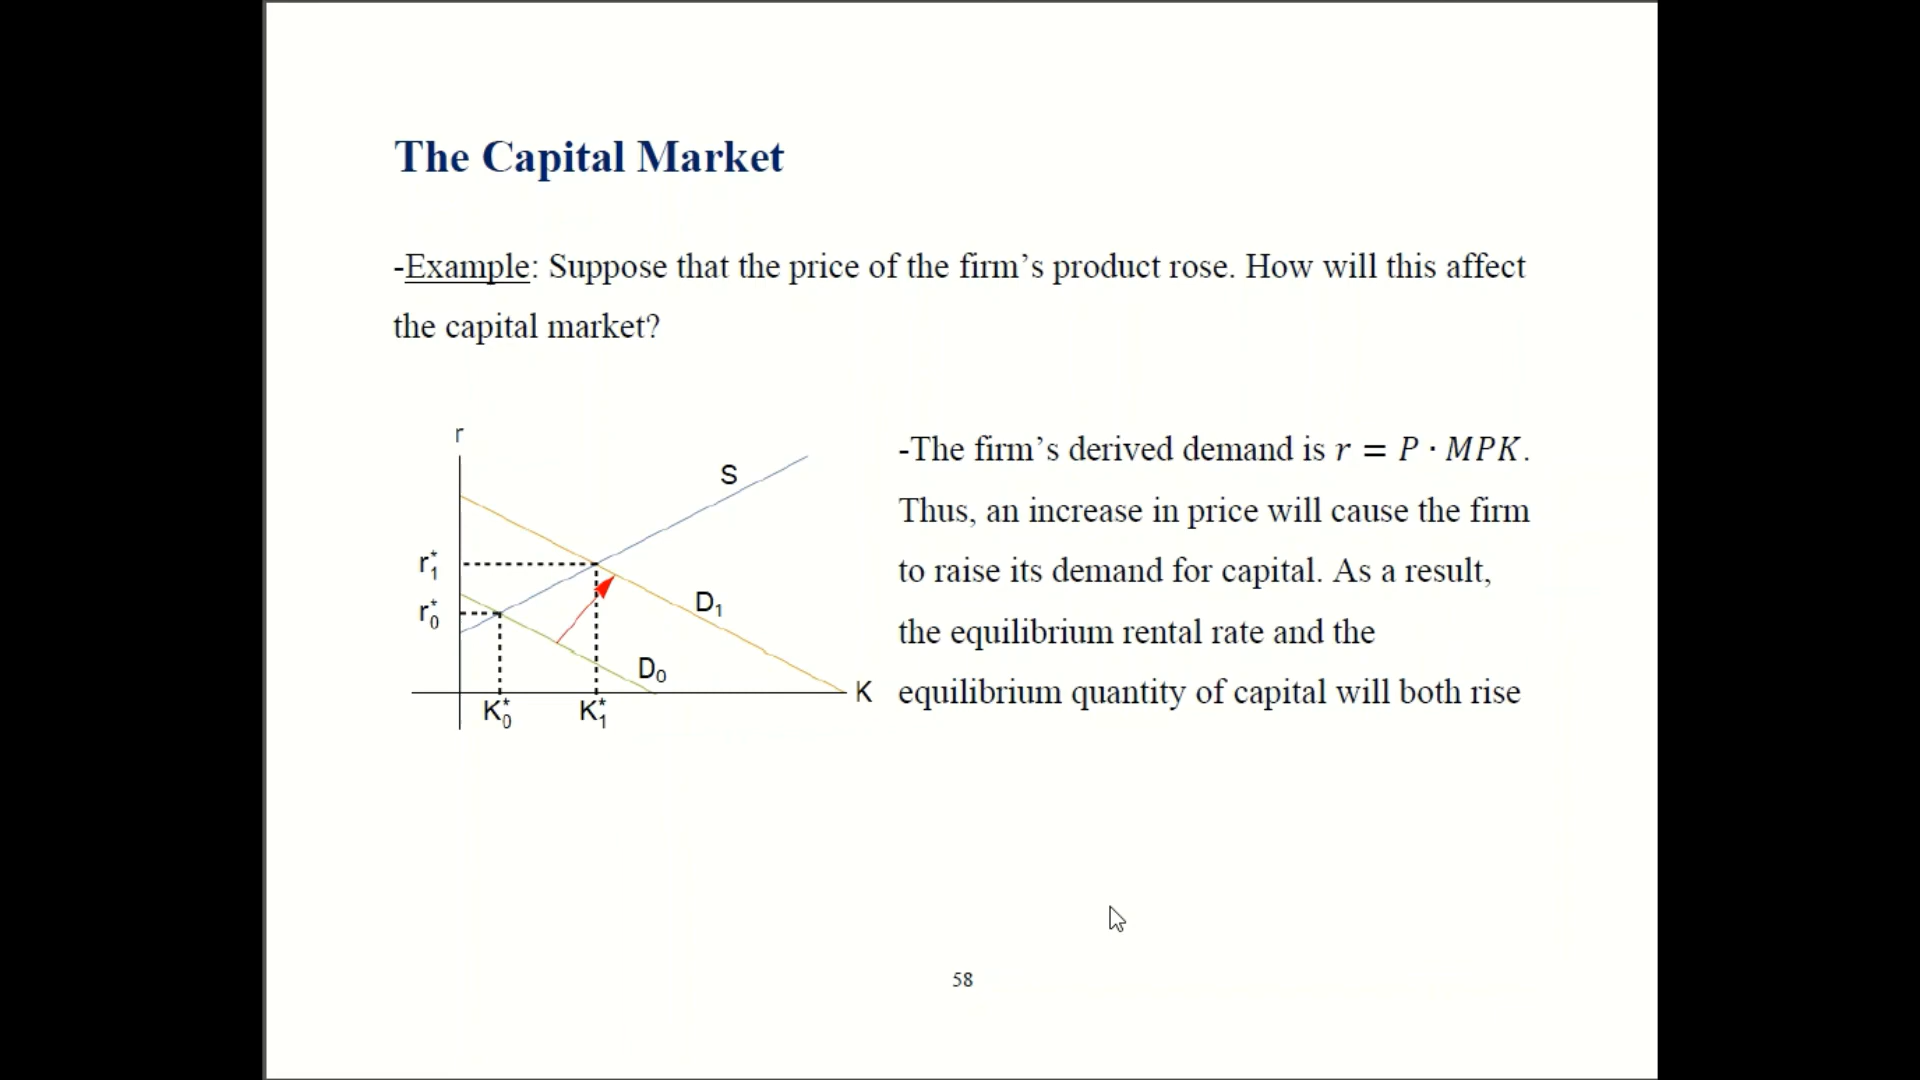 The Capital Market
-Example: Suppose that the price of the firm’s product rose. How will this affect
the capital market?
r
S
r₁*
r₀*
D₁
D₀
K
K₀*
K₁*
-The firm’s derived demand is r = P · MPK.
Thus, an increase in price will cause the firm
to raise its demand for capital. As a result,
the equilibrium rental rate and the
equilibrium quantity of capital will both rise
58